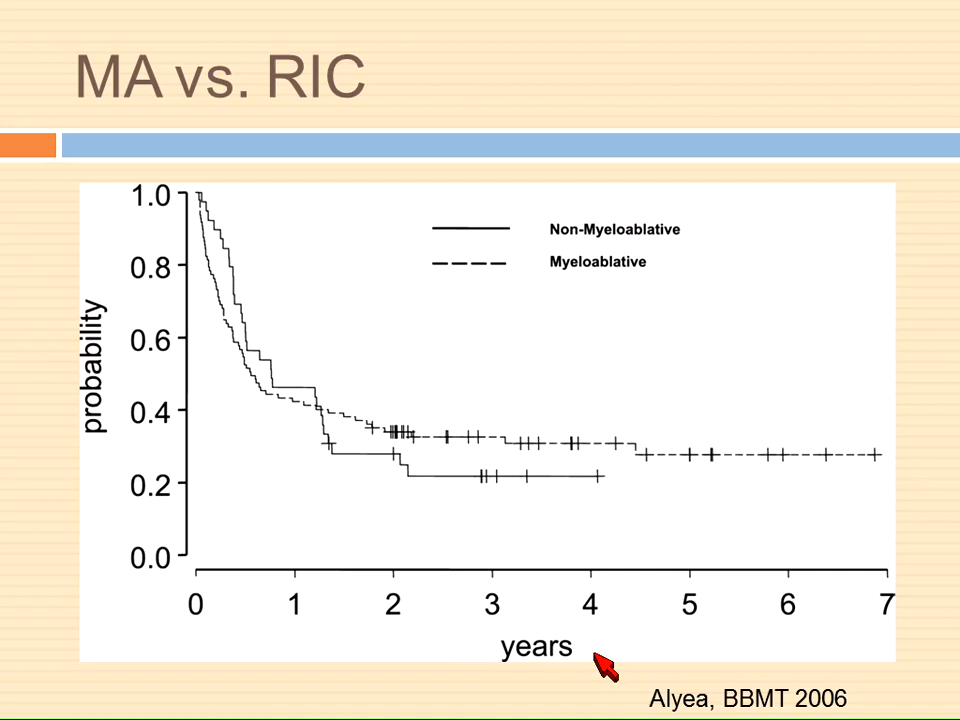 MA vs. RIC
Non-Myeloablative
Myeloablative
probability
1.0
0.8
0.6
0.4
0.2
0.0
0 1 2 3 4 5 6 7
years
Alyea, BBMT 2006